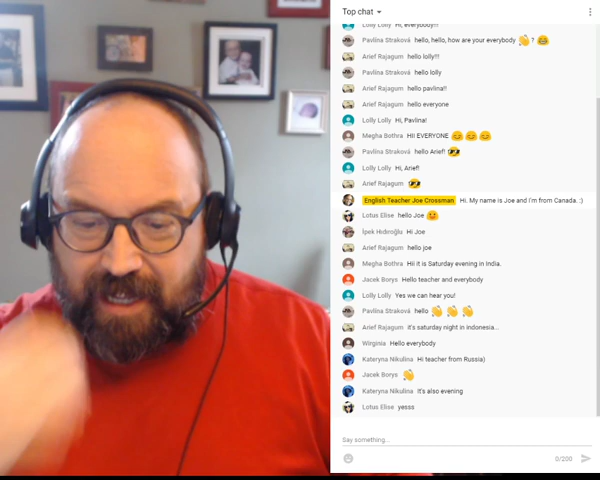 Top chat
Lolly Lolly Hi, everybody!!
Pavlína Straková hello, hello, how are your everybody 👋? 😂
Arief Rajagum hello lolly!!!
Pavlína Straková hello lolly
Arief Rajagum hello pavlina!!
Arief Rajagum hello everyone
Lolly Lolly Hi, Pavlina!
Megha Bothra HII EVERYONE 😊😊😊
Pavlína Straková hello Arief! 😎
Lolly Lolly Hi, Arief!
Arief Rajagum 😎
English Teacher Joe Crossman Hi. My name is Joe and I'm from Canada. :)
Lotus Elise hello Joe 😊
İpek Hıdıroğlu Hi Joe
Arief Rajagum hello joe
Megha Bothra Hii it is Saturday evening in India.
Jacek Borys Hello teacher and everybody
Lolly Lolly Yes we can hear you!
Pavlína Straková hello 👋👋👋
Arief Rajagum it's saturday night in indonesia...
Wirginia Hello everybody
Kateryna Nikulina Hi teacher from Russia)
Jacek Borys 👋
Kateryna Nikulina It's also evening
Lotus Elise yesss
Say something...
0/200